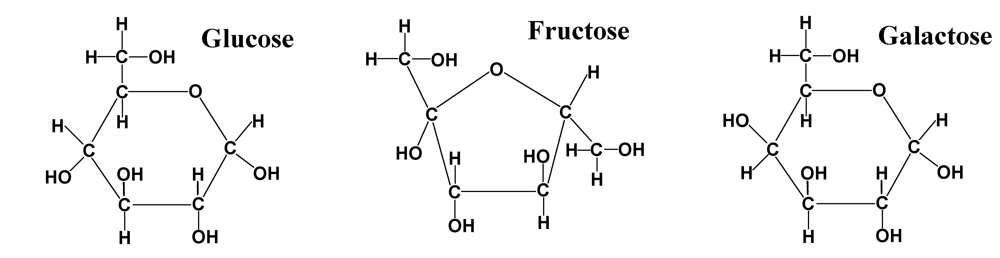 Glucose
H
H C OH
C O
H H H
C C
HO OH H OH
C C
H OH
Fructose
H
H C OH
O H
C C
HO H HO H C OH
H
C C
OH H
Galactose
H
H C OH
C O
HO H H
C C
H OH H OH
C C
H OH